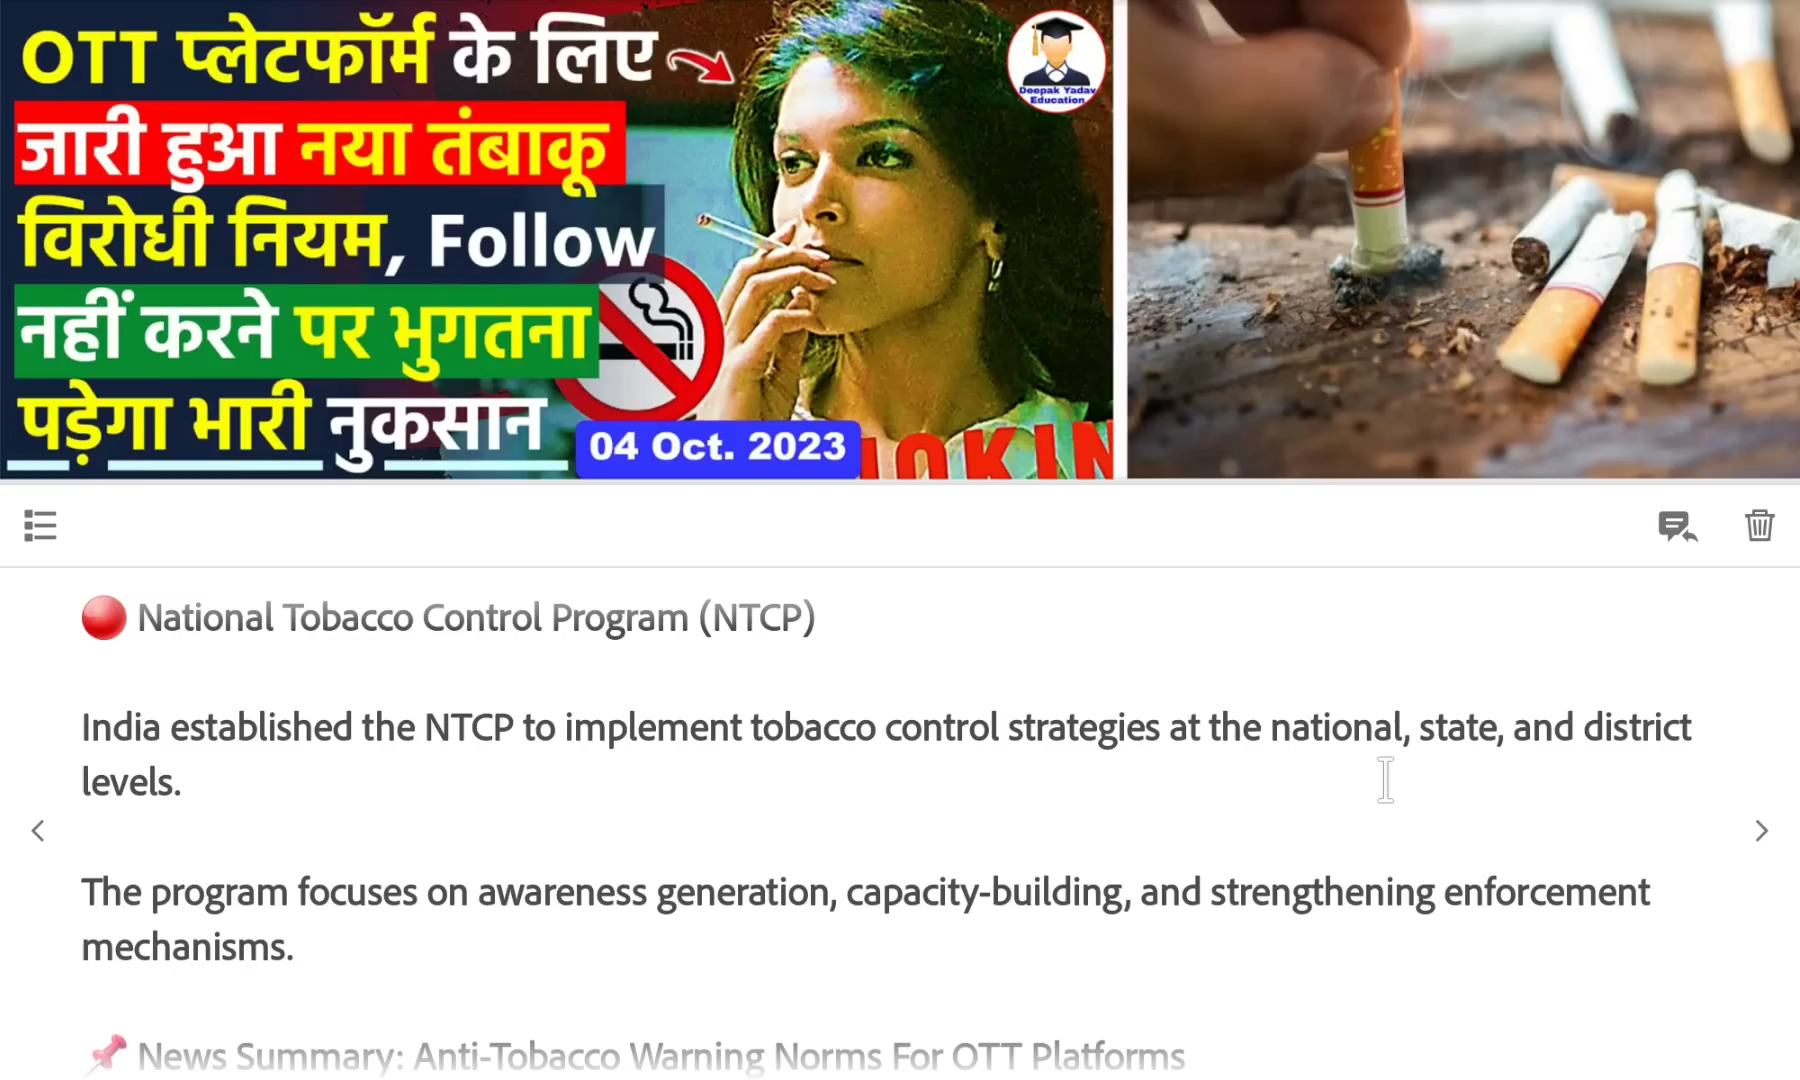 OTT प्लेटफॉर्म के लिए
जारी हुआ नया तंबाकू
विरोधी नियम, Follow
नहीं करने पर भुगतना
पड़ेगा भारी नुकसान
04 Oct. 2023
Deepak Yadav
Education
National Tobacco Control Program (NTCP)
India established the NTCP to implement tobacco control strategies at the national, state, and district
levels.
The program focuses on awareness generation, capacity-building, and strengthening enforcement
mechanisms.
News Summary: Anti-Tobacco Warning Norms For OTT Platforms